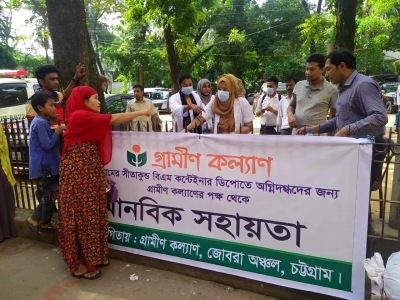 গ্রামীণ কল্যাণ
গ্রামের সীতাকুন্ড বিএম কন্টেইনার ডিপোতে অগ্নিদগ্ধদের জন্য
গ্রামীণ কল্যাণের পক্ষ থেকে
মানবিক সহায়তা
গিতায় : গ্রামীণ কল্যাণ, জোবরা অঞ্চল, চট্টগ্রাম।